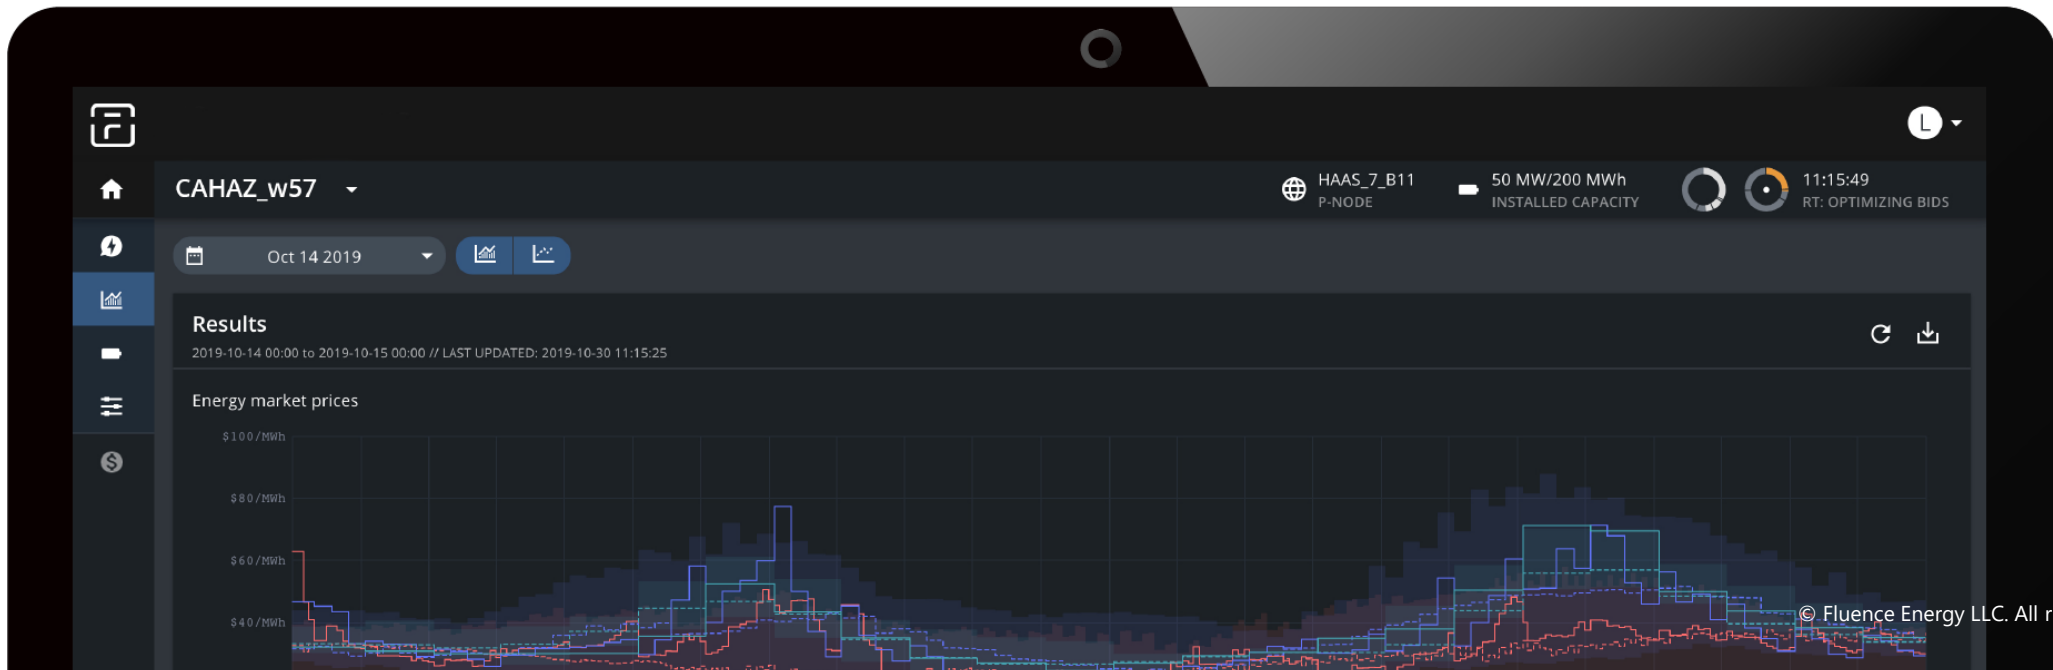 L
CAHAZ_w57
HAAS_7_B11
P-NODE
50 MW/200 MWh
INSTALLED CAPACITY
11:15:49
RT: OPTIMIZING BIDS
Oct 14 2019
Results
2019-10-14 00:00 to 2019-10-15 00:00 // LAST UPDATED: 2019-10-30 11:15:25
Energy market prices
$100/MWh
$80/MWh
$60/MWh
$40/MWh
© Fluence Energy LLC. All r